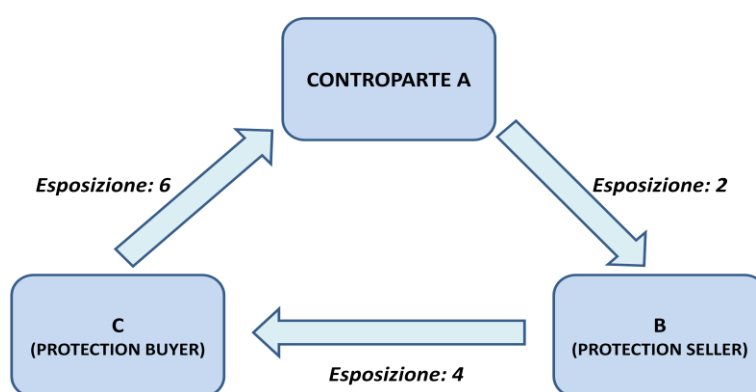 CONTROPARTE A
Esposizione: 6
Esposizione: 2
C
(PROTECTION BUYER)
B
(PROTECTION SELLER)
Esposizione: 4